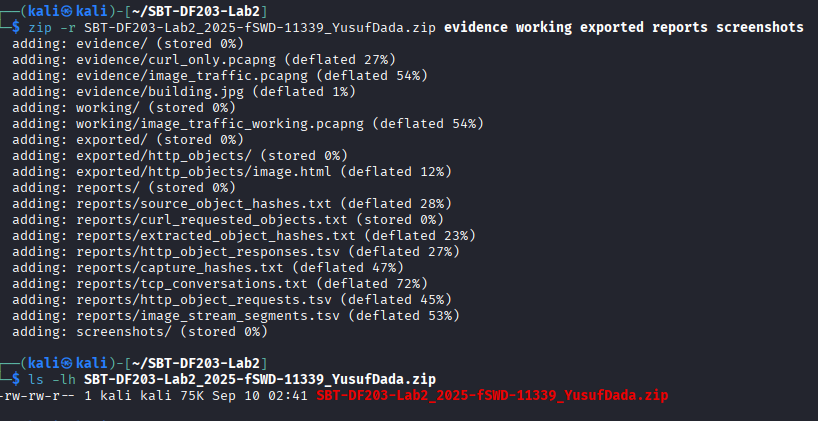 ┌──(kali㉿kali)-[~/SBT-DF203-Lab2]
└─$ zip -r SBT-DF203-Lab2_2025-fSWD-11339_YusufDada.zip evidence working exported reports screenshots
adding: evidence/ (stored 0%)
adding: evidence/curl_only.pcapng (deflated 27%)
adding: evidence/image_traffic.pcapng (deflated 54%)
adding: evidence/building.jpg (deflated 1%)
adding: working/ (stored 0%)
adding: working/image_traffic_working.pcapng (deflated 54%)
adding: exported/ (stored 0%)
adding: exported/http_objects/ (stored 0%)
adding: exported/http_objects/image.html (deflated 12%)
adding: reports/ (stored 0%)
adding: reports/source_object_hashes.txt (deflated 28%)
adding: reports/curl_requested_objects.txt (stored 0%)
adding: reports/extracted_object_hashes.txt (deflated 23%)
adding: reports/http_object_responses.tsv (deflated 27%)
adding: reports/capture_hashes.txt (deflated 47%)
adding: reports/tcp_conversations.txt (deflated 72%)
adding: reports/http_object_requests.tsv (deflated 45%)
adding: reports/image_stream_segments.tsv (deflated 53%)
adding: screenshots/ (stored 0%)
┌──(kali㉿kali)-[~/SBT-DF203-Lab2]
└─$ ls -lh SBT-DF203-Lab2_2025-fSWD-11339_YusufDada.zip
-rw-rw-r-- 1 kali kali 75K Sep 10 02:41 SBT-DF203-Lab2_2025-fSWD-11339_YusufDada.zip